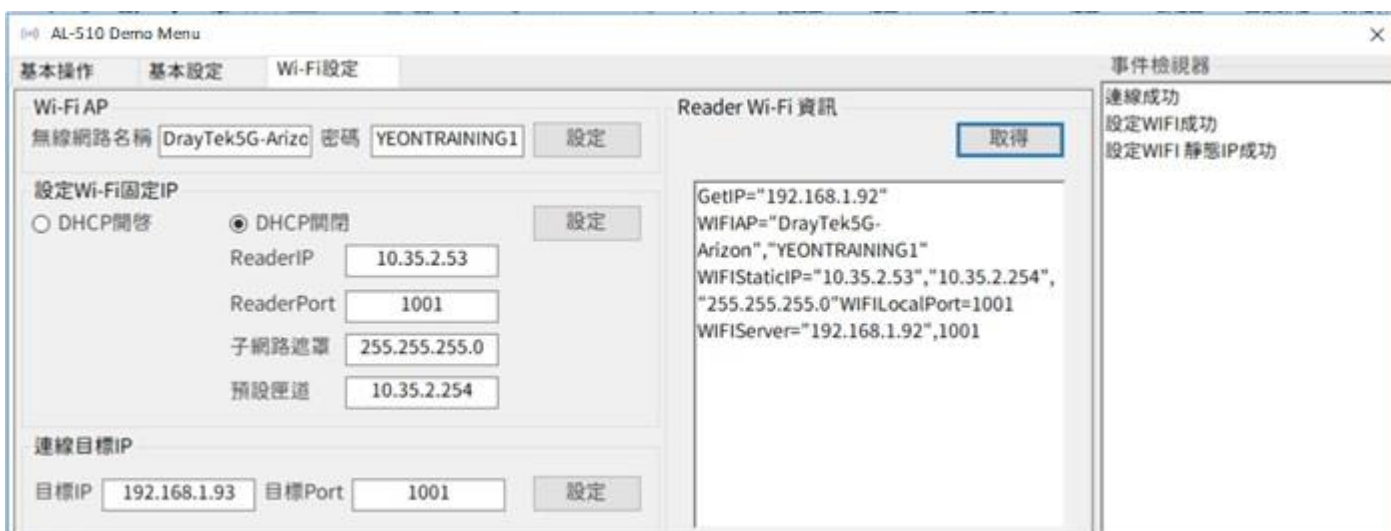 AL-510 Demo Menu
基本操作 基本設定 Wi-Fi設定
Wi-Fi AP
無線網路名稱 DrayTek5G-Arizo 密碼 YEONTRAINING1 設定
設定Wi-Fi固定IP
DHCP開啓 DHCP關閉 設定
ReaderIP 10.35.2.53
ReaderPort 1001
子網路遮罩 255.255.255.0
預設匣道 10.35.2.254
連線目標IP
目標IP 192.168.1.93 目標Port 1001 設定
Reader Wi-Fi 資訊
取得
GetIP="192.168.1.92"
WIFIAP="DrayTek5G-
Arizon","YEONTRAINING1"
WIFIStaticIP="10.35.2.53","10.35.2.254",
"255.255.255.0"WIFILocalPort=1001
WIFIServer="192.168.1.92",1001
事件檢視器
連線成功
設定WIFI成功
設定WIFI 靜態IP成功